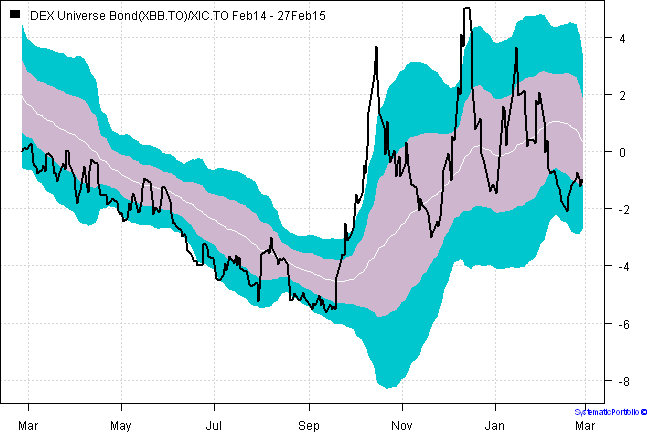 DEX Universe Bond(XBB.TO)/XIC.TO Feb14 - 27Feb15
4
2
0
-2
-4
-6
-8
SystematicPortfolio ©
Mar May Jul Sep Nov Jan Mar